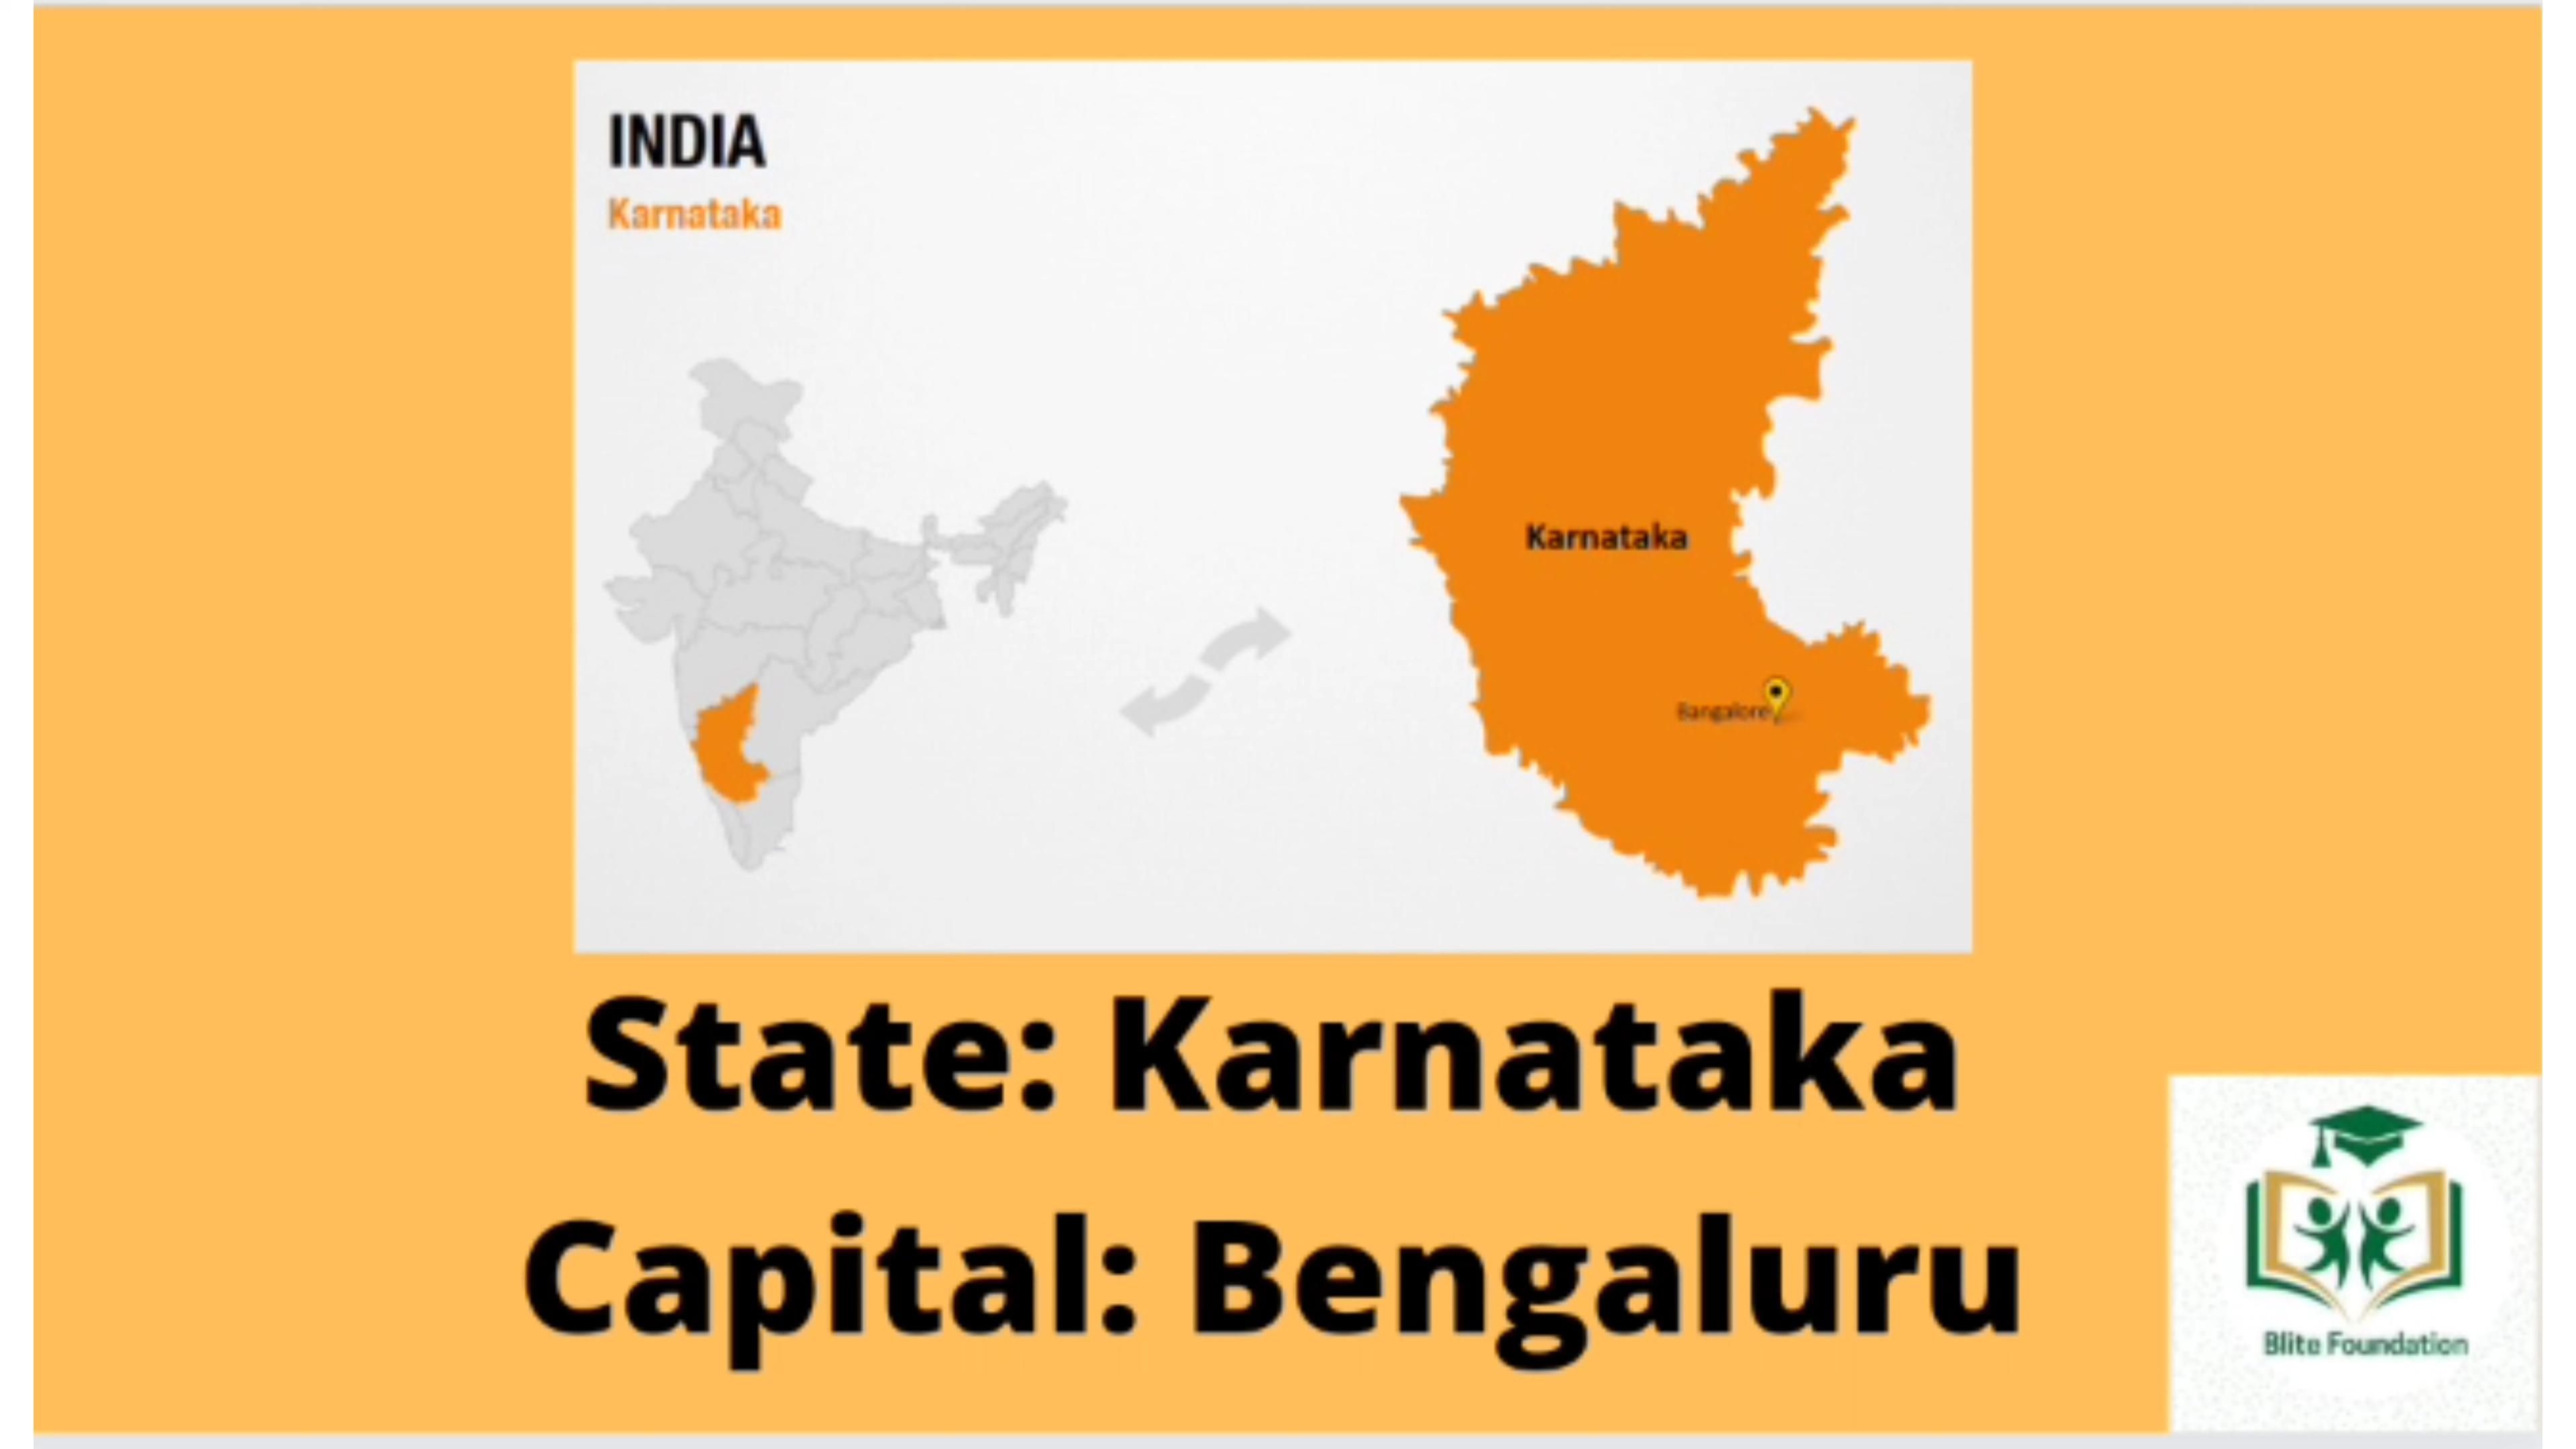 INDIA
Karnataka
Karnataka
Bangalore
State: Karnataka
Capital: Bengaluru
Blite Foundation